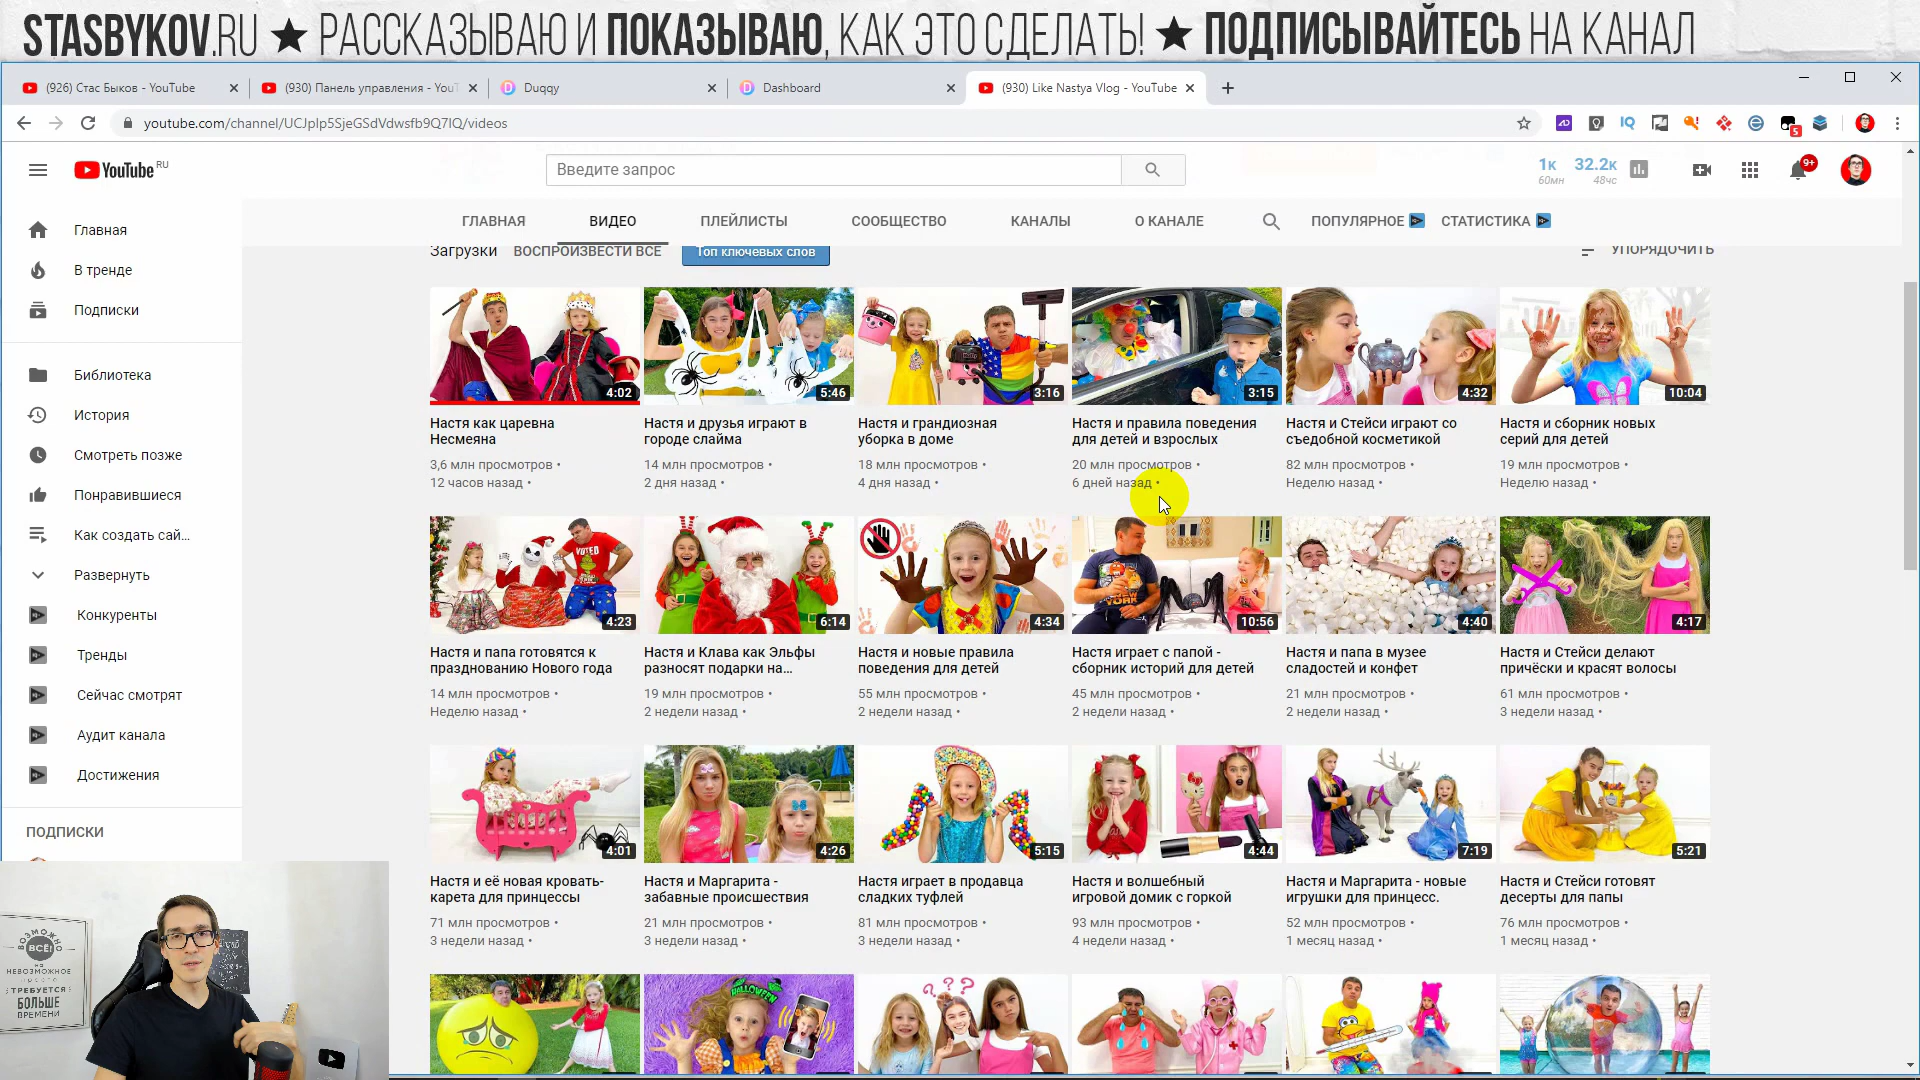 STASBYKOV.RU ★ РАССКАЗЫВАЮ И ПОКАЗЫВАЮ, КАК ЭТО СДЕЛАТЬ! ★ ПОДПИСЫВАЙТЕСЬ НА КАНАЛ
(926) Стас Быков - YouTube
(930) Панель управления - YouT
Duqqy
Dashboard
(930) Like Nastya Vlog - YouTube
youtube.com/channel/UCJplp5SjeGSdVdwsfb9Q7lQ/videos
YouTube RU
Введите запрос
1к 32.2к
60мн 48чс
9+
ГЛАВНАЯ ВИДЕО ПЛЕЙЛИСТЫ СООБЩЕСТВО КАНАЛЫ О КАНАЛЕ ПОПУЛЯРНОЕ СТАТИСТИКА
Загрузки ВОСПРОИЗВЕСТИ ВСЕ Топ ключевых слов УПОРЯДОЧИТЬ
Главная
В тренде
Подписки
Библиотека
История
Смотреть позже
Понравившиеся
Как создать сай...
Развернуть
Конкуренты
Тренды
Сейчас смотрят
Аудит канала
Достижения
ПОДПИСКИ
4:02
Настя как царевна
Несмеяна
3,6 млн просмотров •
12 часов назад •
5:46
Настя и друзья играют в
городе слайма
14 млн просмотров •
2 дня назад •
3:16
Настя и грандиозная
уборка в доме
18 млн просмотров •
4 дня назад •
3:15
Настя и правила поведения
для детей и взрослых
20 млн просмотров •
6 дней назад •
4:32
Настя и Стейси играют со
съедобной косметикой
82 млн просмотров •
Неделю назад •
10:04
Настя и сборник новых
серий для детей
19 млн просмотров •
Неделю назад •
4:23
Настя и папа готовятся к
празднованию Нового года
14 млн просмотров •
Неделю назад •
6:14
Настя и Клава как Эльфы
разносят подарки на...
19 млн просмотров •
2 недели назад •
4:34
Настя и новые правила
поведения для детей
55 млн просмотров •
2 недели назад •
10:56
Настя играет с папой -
сборник историй для детей
45 млн просмотров •
2 недели назад •
4:40
Настя и папа в музее
сладостей и конфет
21 млн просмотров •
2 недели назад •
4:17
Настя и Стейси делают
причёски и красят волосы
61 млн просмотров •
3 недели назад •
4:01
Настя и её новая кровать-
карета для принцессы
71 млн просмотров •
3 недели назад •
4:26
Настя и Маргарита -
забавные происшествия
21 млн просмотров •
3 недели назад •
5:15
Настя играет в продавца
сладких туфлей
81 млн просмотров •
3 недели назад •
4:44
Настя и волшебный
игровой домик с горкой
93 млн просмотров •
4 недели назад •
7:19
Настя и Маргарита - новые
игрушки для принцесс.
52 млн просмотров •
1 месяц назад •
5:21
Настя и Стейси готовят
десерты для папы
76 млн просмотров •
1 месяц назад •
HALLOWEEN
ВОЗМОЖНО
ВСЁ!
НА
НЕВОЗМОЖНОЕ
ПРОСТО
ТРЕБУЕТСЯ
БОЛЬШЕ
ВРЕМЕНИ